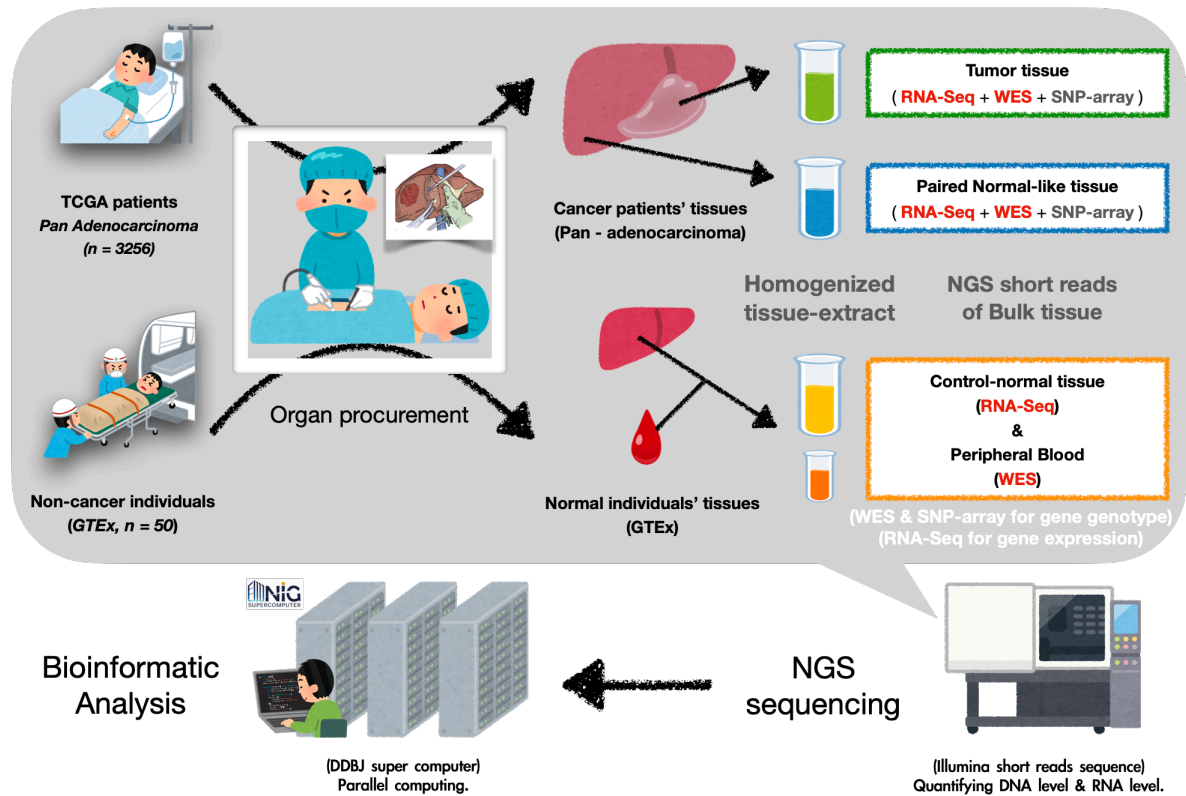 TCGA patients
Pan Adenocarcinoma
(n = 3256)
Non-cancer individuals
(GTEx, n = 50)
Organ procurement
Cancer patients’ tissues
(Pan - adenocarcinoma)
Normal individuals’ tissues
(GTEx)
Tumor tissue
( RNA-Seq + WES + SNP-array )
Paired Normal-like tissue
( RNA-Seq + WES + SNP-array )
Homogenized
tissue-extract
NGS short reads
of Bulk tissue
Control-normal tissue
(RNA-Seq)
&
Peripheral Blood
(WES)
(WES & SNP-array for gene genotype)
(RNA-Seq for gene expression)
Bioinformatic
Analysis
NIG
SUPERCOMPUTER
(DDBJ super computer)
Parallel computing.
NGS
sequencing
(Illumina short reads sequence)
Quantifying DNA level & RNA level.